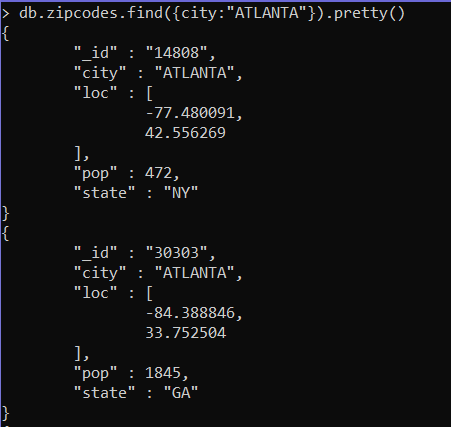 > db.zipcodes.find({city:"ATLANTA"}).pretty()
{
        "_id" : "14808",
        "city" : "ATLANTA",
        "loc" : [
                -77.480091,
                42.556269
        ],
        "pop" : 472,
        "state" : "NY"
}
{
        "_id" : "30303",
        "city" : "ATLANTA",
        "loc" : [
                -84.388846,
                33.752504
        ],
        "pop" : 1845,
        "state" : "GA"
}